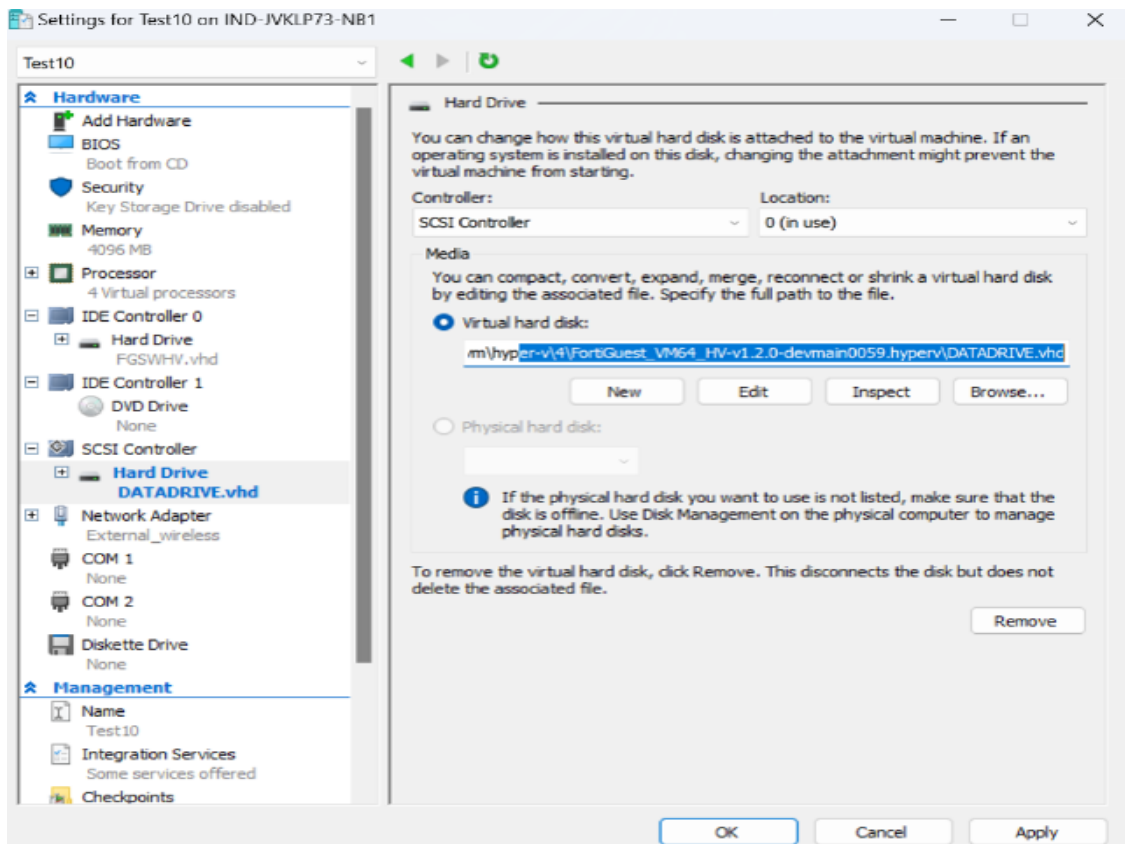 Settings for Test10 on IND-JVKLP73-NB1
Test10
Hardware
Add Hardware
BIOS
Boot from CD
Security
Key Storage Drive disabled
Memory
4096 MB
Processor
4 Virtual processors
IDE Controller 0
Hard Drive
FGSWHV.vhd
IDE Controller 1
DVD Drive
None
SCSI Controller
Hard Drive
DATADRIVE.vhd
Network Adapter
External_wireless
COM 1
None
COM 2
None
Diskette Drive
None
Management
Name
Test10
Integration Services
Some services offered
Checkpoints
Hard Drive
You can change how this virtual hard disk is attached to the virtual machine. If an
operating system is installed on this disk, changing the attachment might prevent the
virtual machine from starting.
Controller: Location:
SCSI Controller 0 (in use)
Media
You can compact, convert, expand, merge, reconnect or shrink a virtual hard disk
by editing the associated file. Specify the full path to the file.
Virtual hard disk:
\hyper-v\4\FortiGuest_VM64_HV-v1.2.0-devmain0059.hyperv\DATADRIVE.vhd
New Edit Inspect Browse...
Physical hard disk:
If the physical hard disk you want to use is not listed, make sure that the
disk is offline. Use Disk Management on the physical computer to manage
physical hard disks.
To remove the virtual hard disk, click Remove. This disconnects the disk but does not
delete the associated file.
Remove
OK Cancel Apply